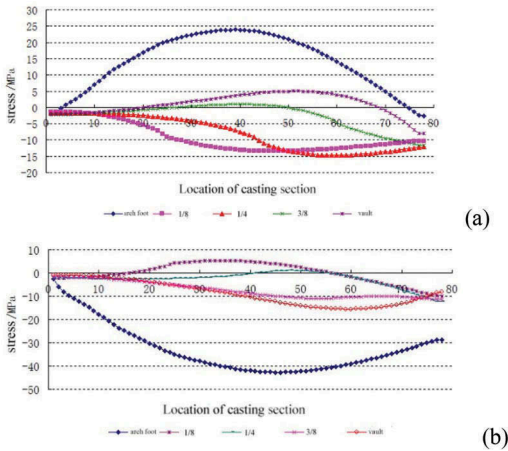 30
25
20
15
10
5
0
-5
-10
-15
-20
stress/MPa
10 20 30 40 50 60 70 80
Location of casting section
arch foot 1/8 1/4 3/8 vault
(a)
10
0
-10
-20
-30
-40
-50
stress/MPa
0 10 20 30 40 50 60 70 80
Location of casting section
arch foot 1/8 1/4 3/8 vault
(b)